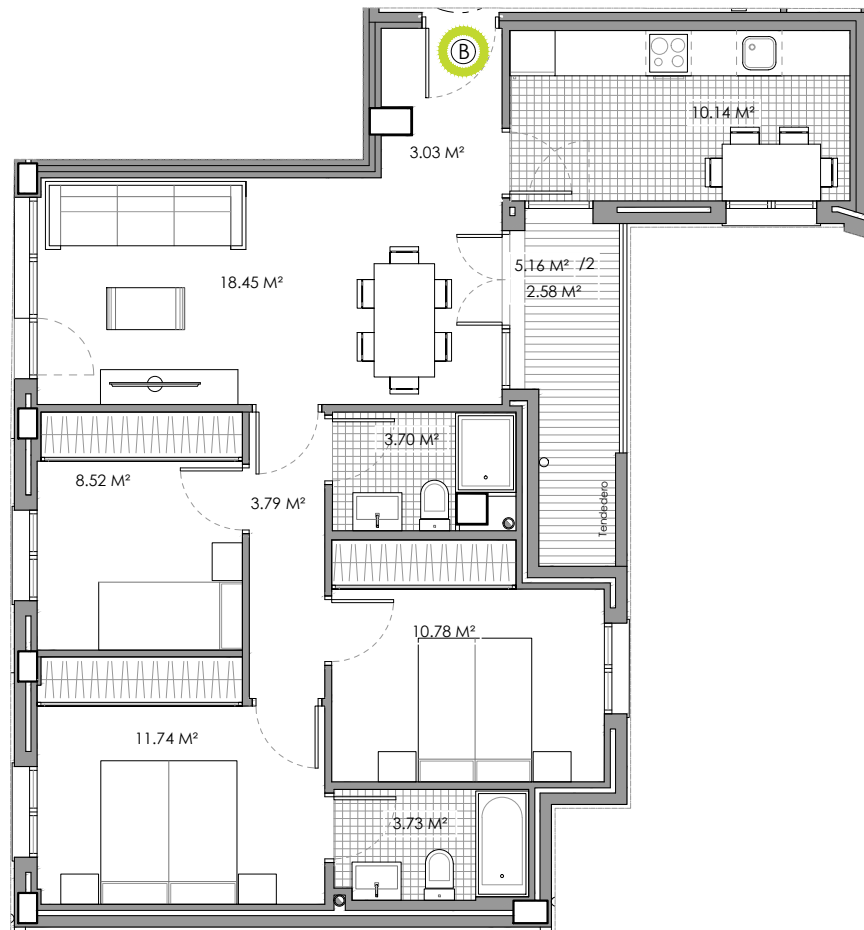 B
10.14 M²
3.03 M²
5.16 M² /2
2.58 M²
18.45 M²
3.70 M²
8.52 M²
3.79 M²
Tendedero
10.78 M²
11.74 M²
3.73 M²